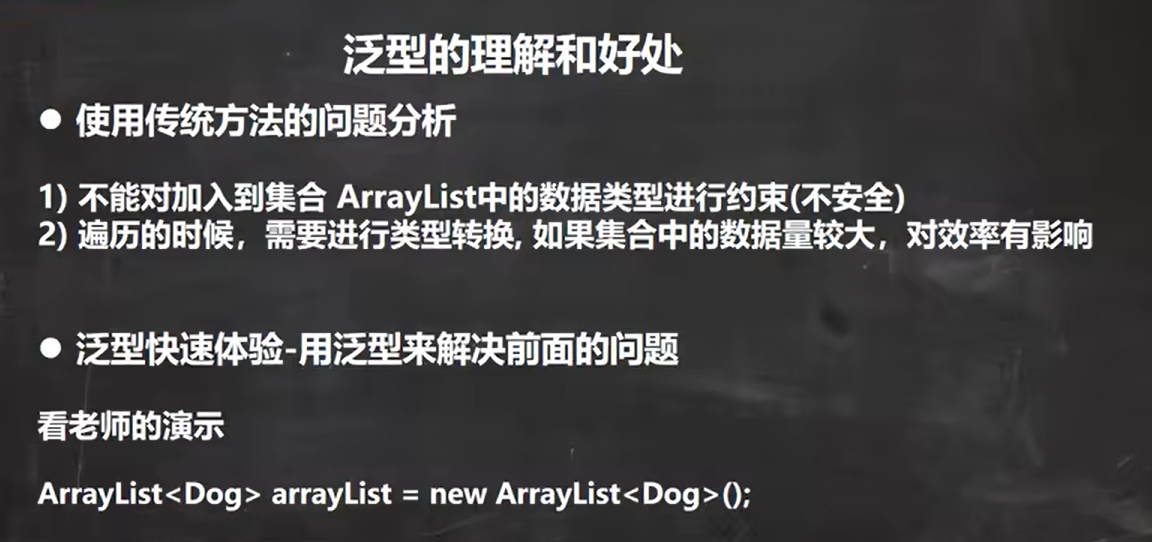 泛型的理解和好处
● 使用传统方法的问题分析
1) 不能对加入到集合 ArrayList中的数据类型进行约束(不安全)
2) 遍历的时候，需要进行类型转换, 如果集合中的数据量较大，对效率有影响
● 泛型快速体验-用泛型来解决前面的问题
看老师的演示
ArrayList<Dog> arrayList = new ArrayList<Dog>();